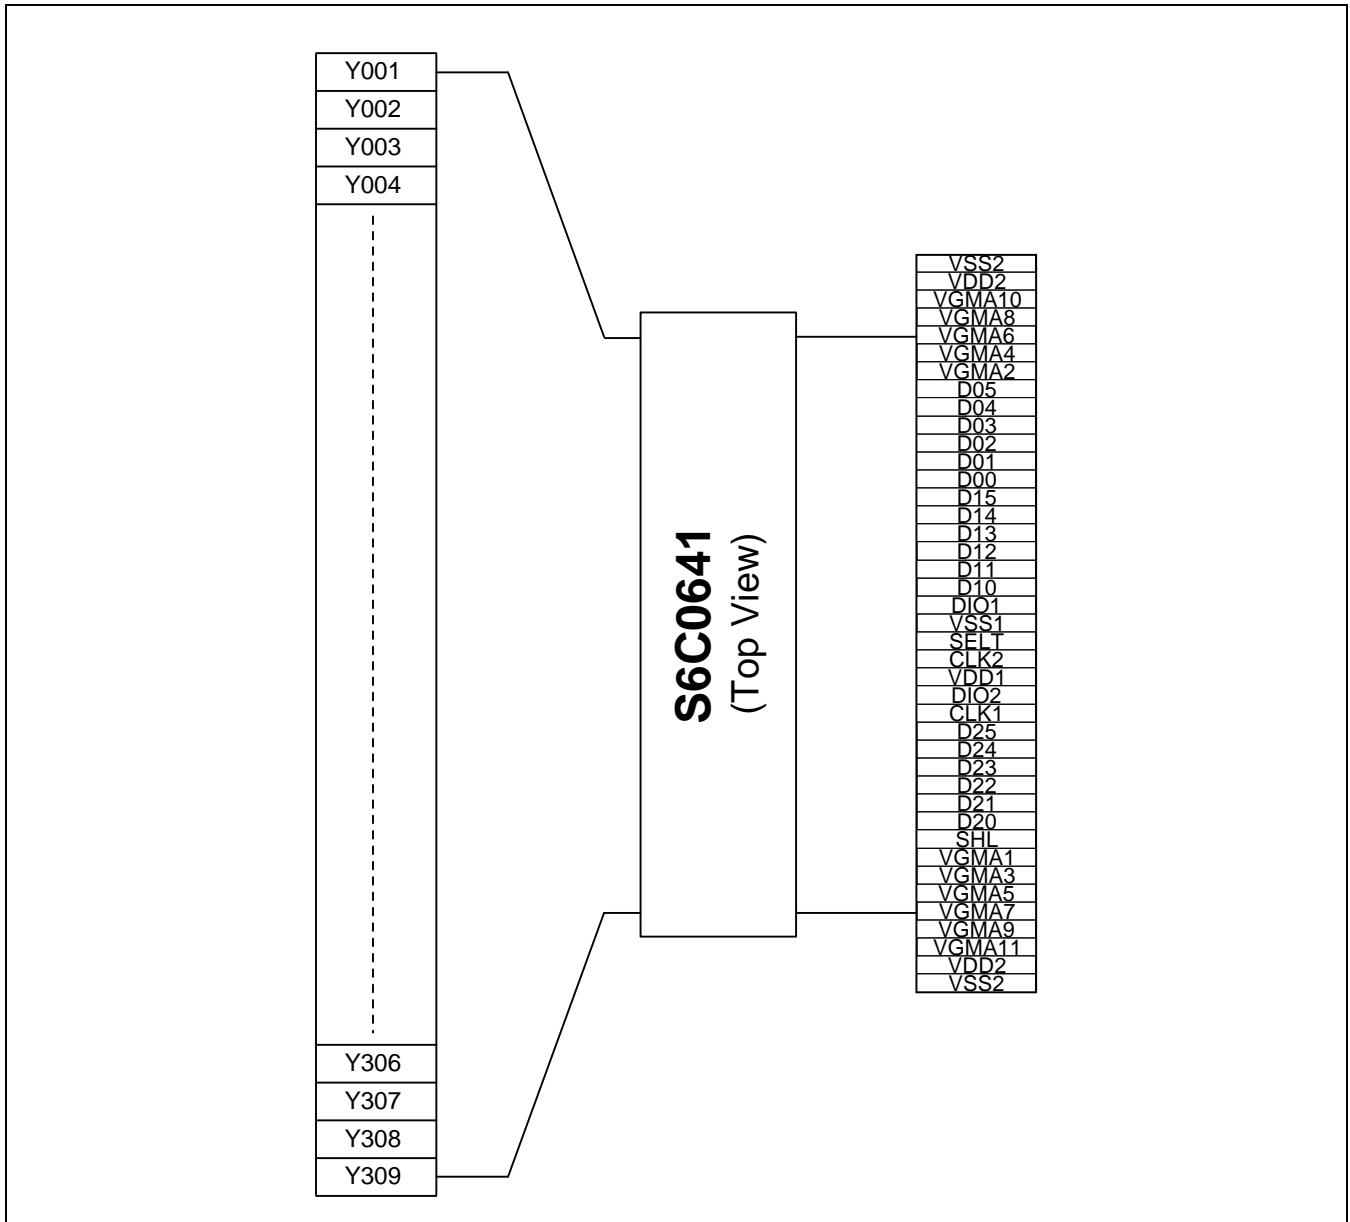 Y001
Y002
Y003
Y004
Y306
Y307
Y308
Y309
S6C0641
(Top View)
VSS2
VDD2
VGMA10
VGMA8
VGMA6
VGMA4
VGMA2
D05
D04
D03
D02
D01
D00
D15
D14
D13
D12
D11
D10
DIO1
VSS1
SELT
CLK2
VDD1
DIO2
CLK1
D25
D24
D23
D22
D21
D20
SHL
VGMA1
VGMA3
VGMA5
VGMA7
VGMA9
VGMA11
VDD2
VSS2